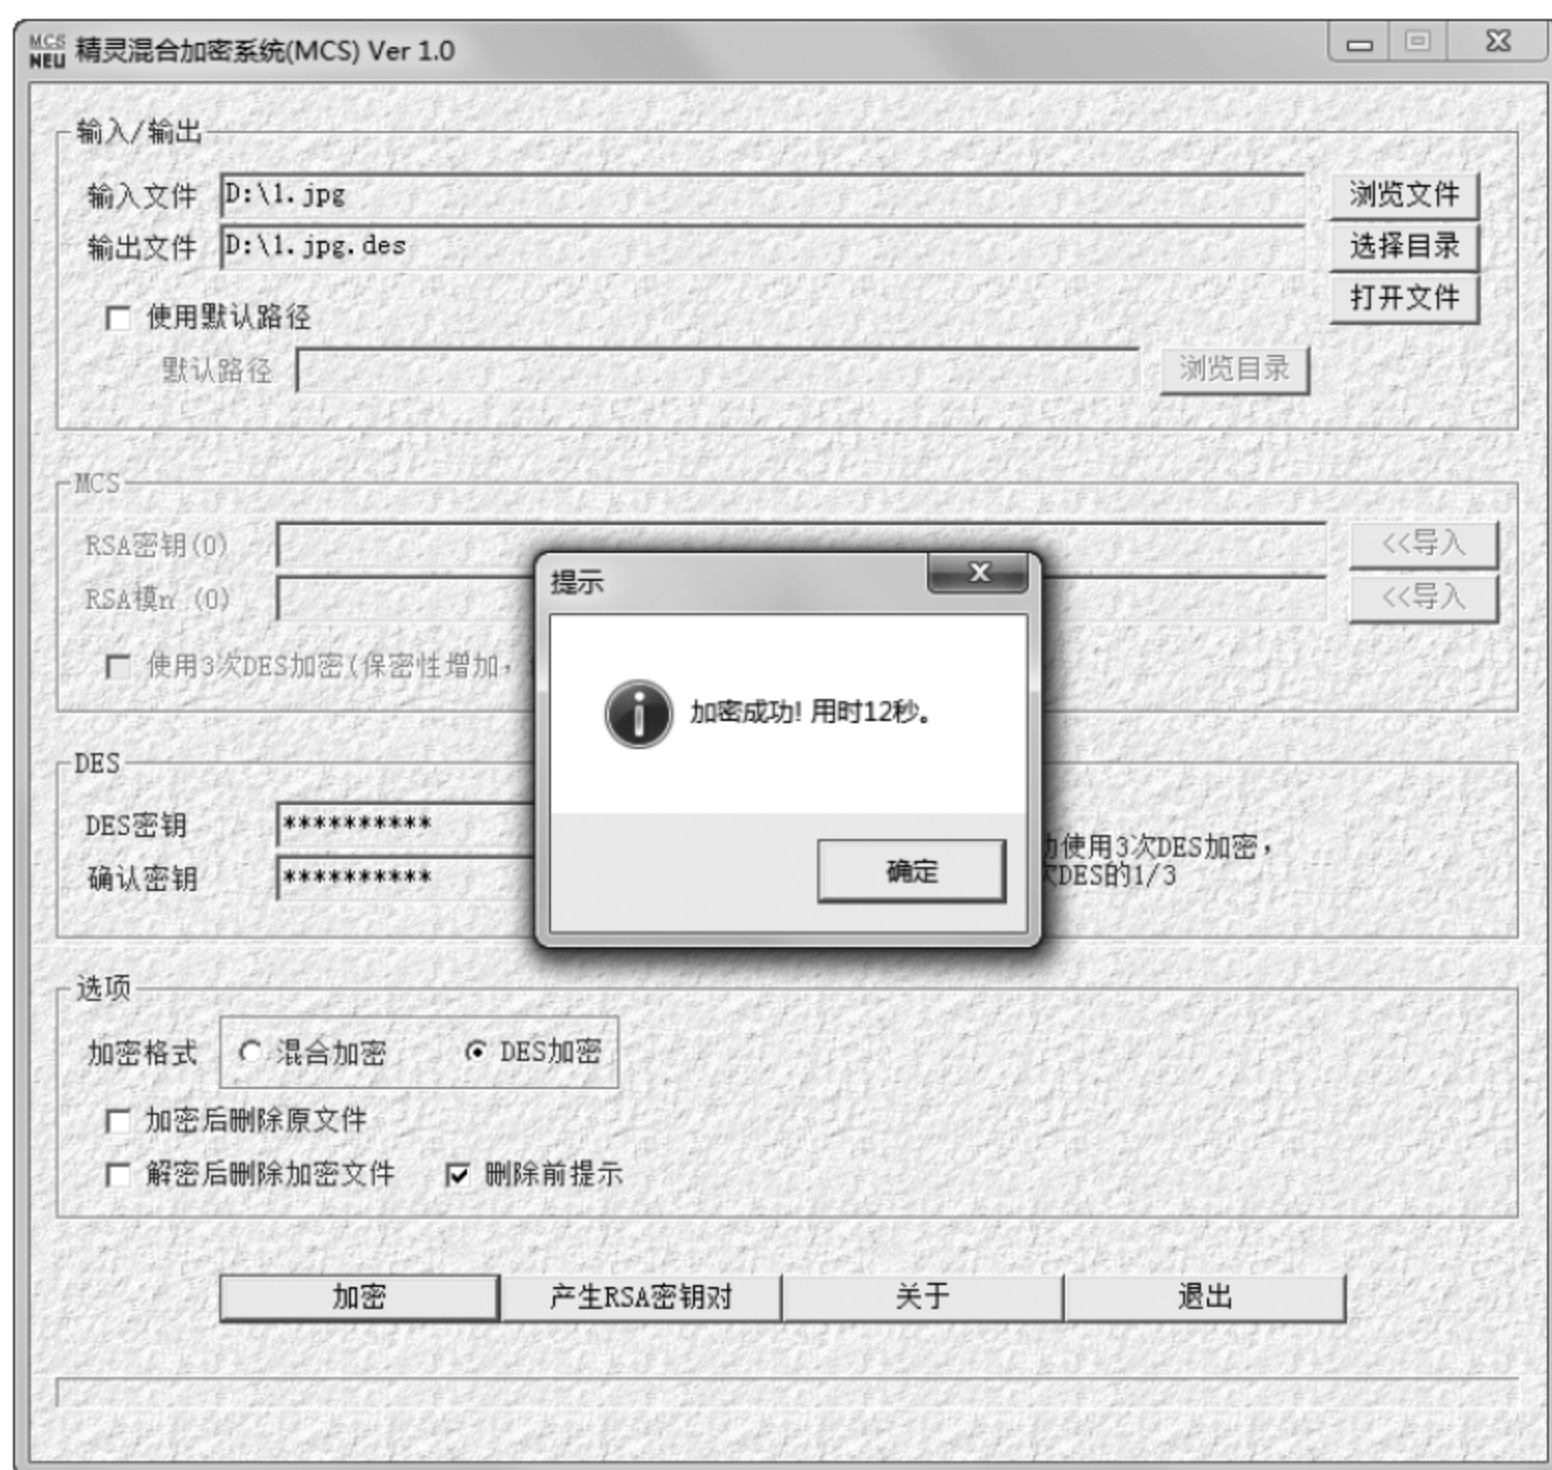 MCS
NEU
精灵混合加密系统(MCS) Ver 1.0
输入/输出
输入文件 D:\1.jpg 浏览文件
输出文件 D:\1.jpg.des 选择目录
打开文件
使用默认路径
默认路径 浏览目录
MCS
RSA密钥(0) <<导入
RSA模n (0) <<导入
使用3次DES加密(保密性增加,
提示
加密成功! 用时12秒。
确定
DES
DES密钥 **********
使用3次DES加密,
确认密钥 **********
DES的1/3
选项
加密格式 混合加密 DES加密
加密后删除原文件
解密后删除加密文件 删除前提示
加密 产生RSA密钥对 关于 退出